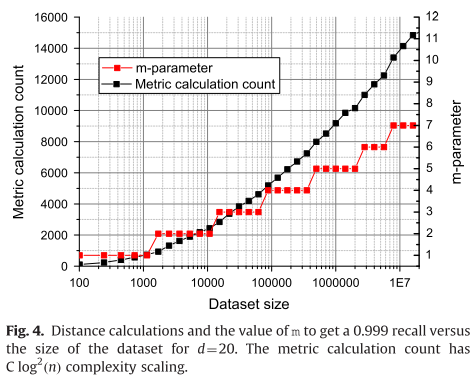 16000
14000
12000
10000
8000
6000
4000
2000
0
Metric calculation count
m-parameter
Metric calculation count
12
11
10
9
8
7
6
5
4
3
2
1
m-parameter
100
1000
10000
100000
1000000
1E7
Dataset size
Fig. 4. Distance calculations and the value of m to get a 0.999 recall versus
the size of the dataset for d=20. The metric calculation count has
C log²(n) complexity scaling.